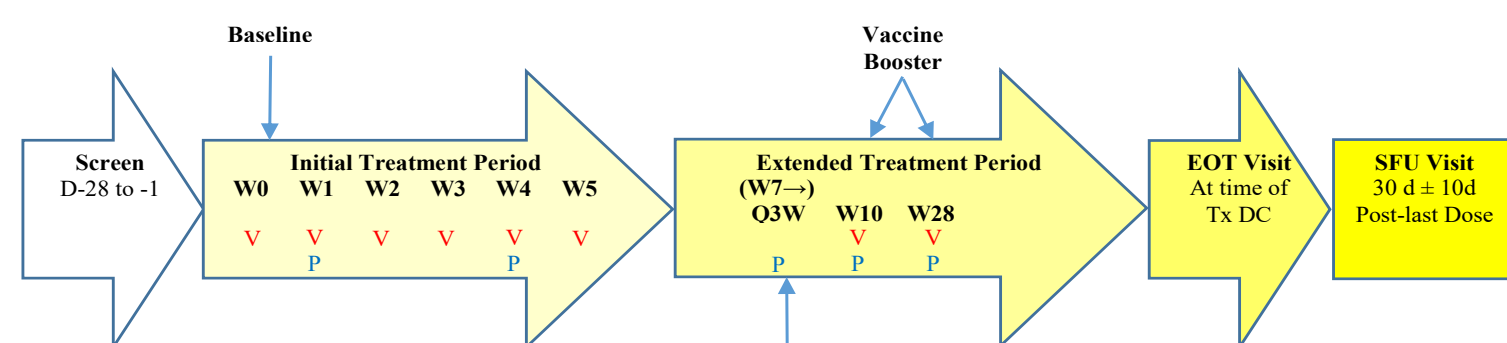 Baseline
Vaccine
Booster
Screen
D-28 to -1
Initial Treatment Period
W0 W1 W2 W3 W4 W5
V V V V V V
P P
Extended Treatment Period
(W7→)
Q3W W10 W28
V V
P P P
EOT Visit
At time of
Tx DC
SFU Visit
30 d ± 10d
Post-last Dose